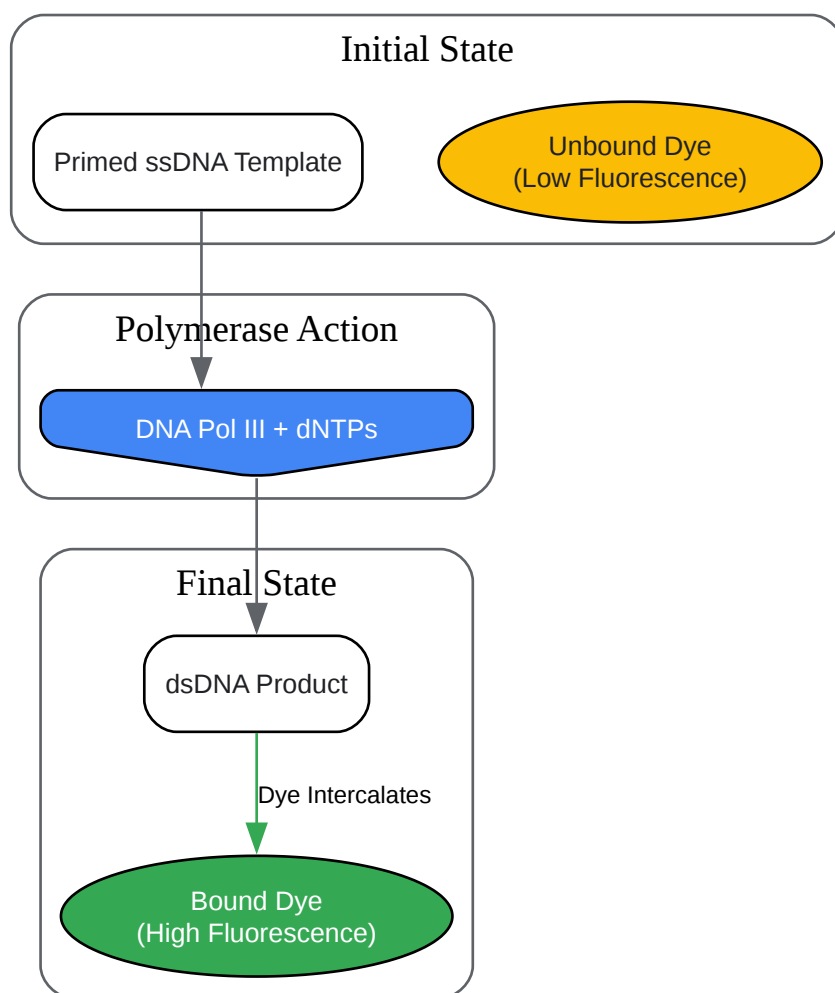 Initial State
Primed ssDNA Template
Unbound Dye
(Low Fluorescence)
Polymerase Action
DNA Pol III + dNTPs
Final State
dsDNA Product
Dye Intercalates
Bound Dye
(High Fluorescence)